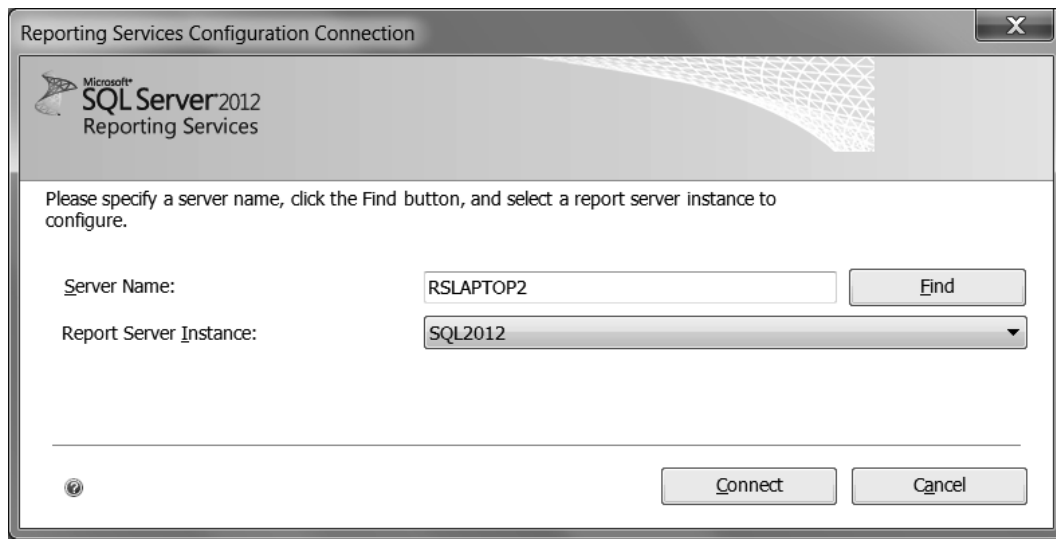 Reporting Services Configuration Connection
X
Microsoft®
SQL Server 2012
Reporting Services
Please specify a server name, click the Find button, and select a report server instance to
configure.
Server Name:
RSLAPTOP2
Find
Report Server Instance:
SQL2012
?
Connect
Cancel